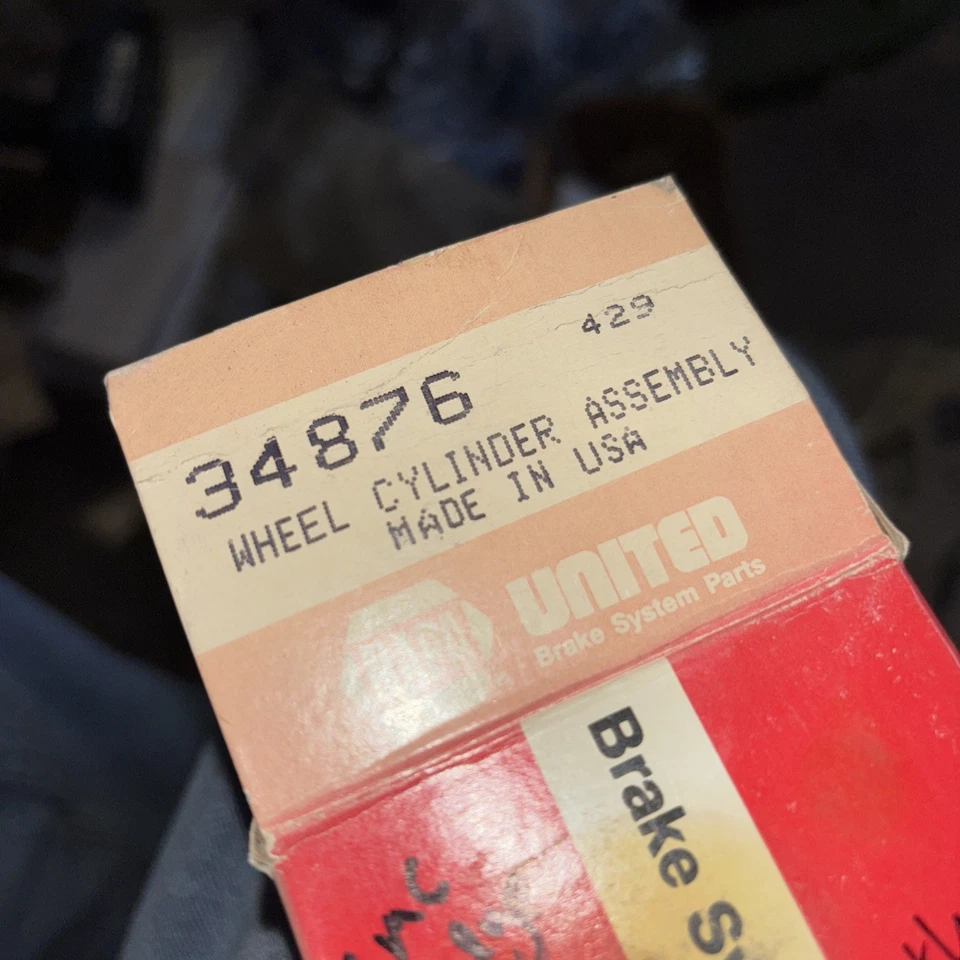 429
34876
WHEEL CYLINDER ASSEMBLY
MADE IN USA
UNITED
Brake System Parts
Brake